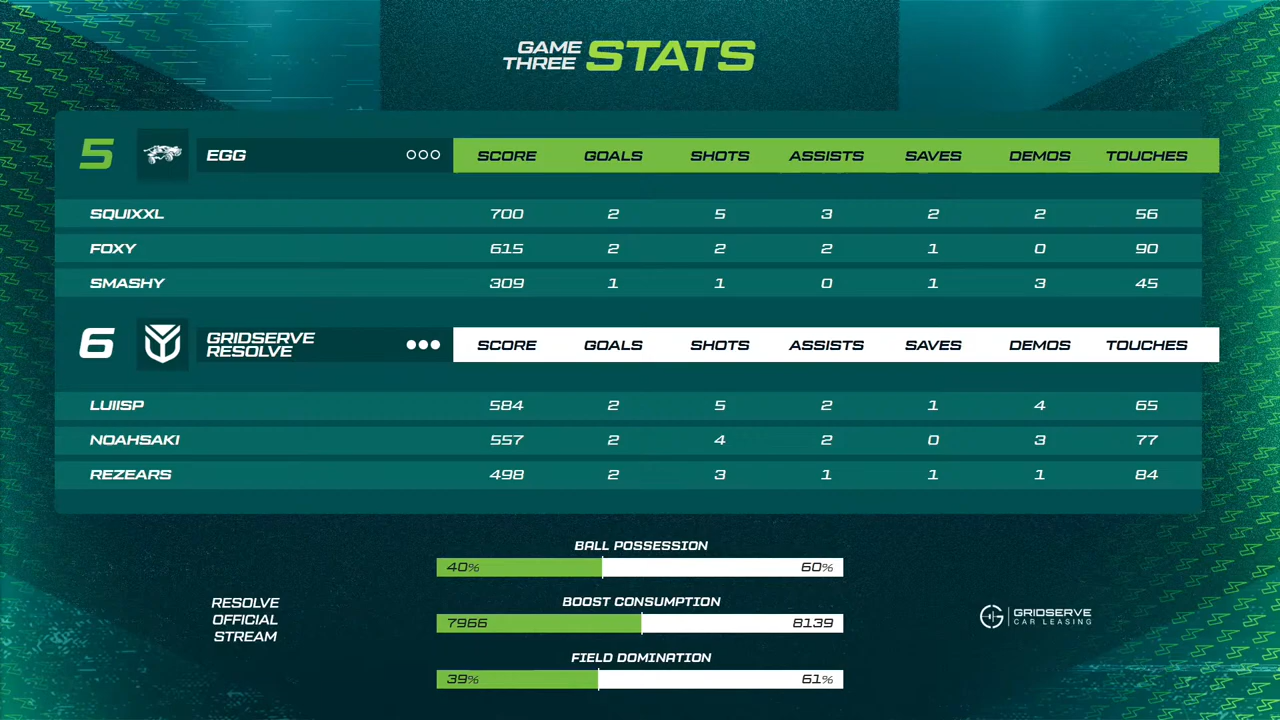 GAME
THREE STATS
5 EGG SCORE GOALS SHOTS ASSISTS SAVES DEMOS TOUCHES
SQUIXXL 700 2 5 3 2 2 56
FOXY 615 2 2 2 1 0 90
SMASHY 309 1 1 0 1 3 45
6 GRIDSERVE
RESOLVE SCORE GOALS SHOTS ASSISTS SAVES DEMOS TOUCHES
LUIISP 584 2 5 2 1 4 65
NOAHSAKI 557 2 4 2 0 3 77
REZEARS 498 2 3 1 1 1 84
BALL POSSESSION
40% 60%
BOOST CONSUMPTION
7966 8139
FIELD DOMINATION
39% 61%
RESOLVE
OFFICIAL
STREAM
GRIDSERVE
CAR LEASING